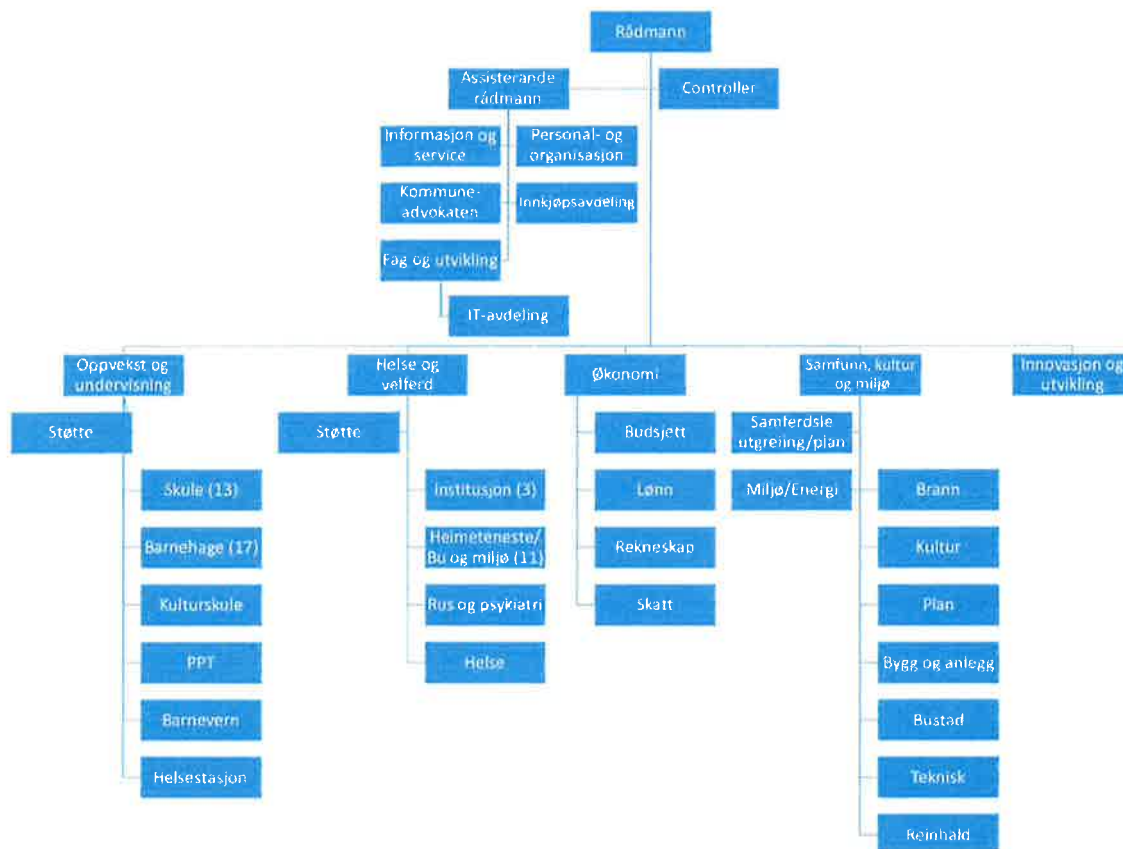 Rådmann
Assisterande
rådmann
Controller
Informasjon og
service
Personal- og
organisasjon
Kommune-
advokaten
Innkjøpsavdeling
Fag og utvikling
IT-avdeling
Oppvekst og
undervisning
Helse og
velferd
Økonomi
Samfunn, kultur
og miljø
Innovasjon og
utvikling
Støtte
Skule (13)
Barnehage (17)
Kulturskule
PPT
Barnevern
Helsestasjon
Støtte
Institusjon (3)
Heimeteneste/
Bu og miljø (11)
Rus og psykiatri
Helse
Budsjett
Lønn
Rekneskap
Skatt
Samferdsle
utgreiing/plan
Miljø/Energi
Brann
Kultur
Plan
Bygg og anlegg
Bustad
Teknisk
Reinhald